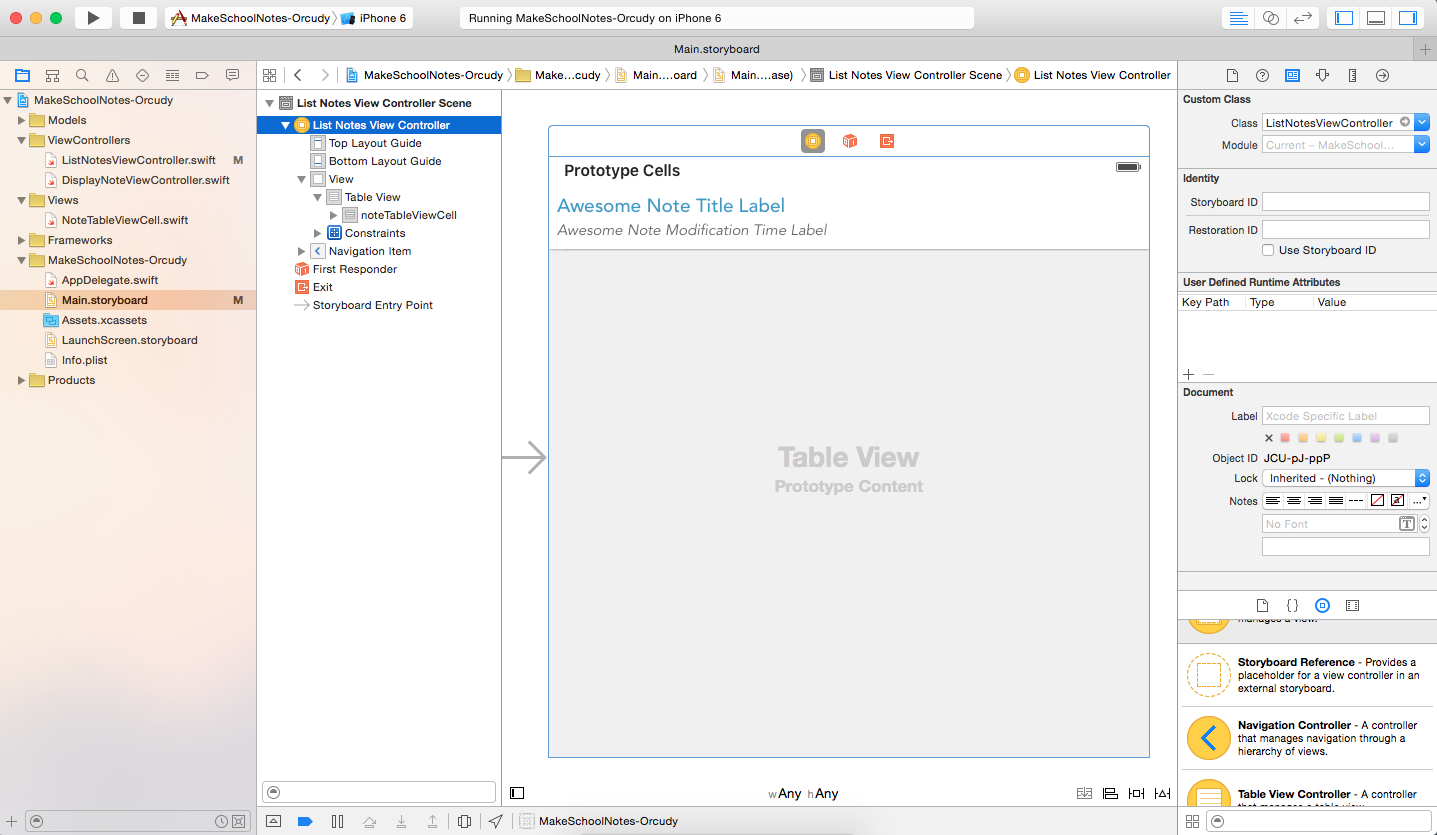 MakeSchoolNotes-Orcudy iPhone 6
Running MakeSchoolNotes-Orcudy on iPhone 6
Main.storyboard
MakeSchoolNotes-Orcudy Make...cudy Main....oard Main....ase) List Notes View Controller Scene List Notes View Controller
MakeSchoolNotes-Orcudy
Models
ViewControllers
ListNotesViewController.swift M
DisplayNoteViewController.swift
Views
NoteTableViewCell.swift
Frameworks
MakeSchoolNotes-Orcudy
AppDelegate.swift
Main.storyboard M
Assets.xcassets
LaunchScreen.storyboard
Info.plist
Products
List Notes View Controller Scene
List Notes View Controller
Top Layout Guide
Bottom Layout Guide
View
Table View
noteTableViewCell
Constraints
Navigation Item
First Responder
Exit
Storyboard Entry Point
Prototype Cells
Awesome Note Title Label
Awesome Note Modification Time Label
Table View
Prototype Content
wAny hAny
MakeSchoolNotes-Orcudy
Custom Class
Class ListNotesViewController
Module Current – MakeSchool...
Identity
Storyboard ID
Restoration ID
Use Storyboard ID
User Defined Runtime Attributes
Key Path Type Value
Document
Label Xcode Specific Label
Object ID JCU-pJ-ppP
Lock Inherited - (Nothing)
Notes
No Font T
manages a view.
Storyboard Reference - Provides a
placeholder for a view controller in an
external storyboard.
Navigation Controller - A controller
that manages navigation through a
hierarchy of views.
Table View Controller - A controller
that manages a table view.